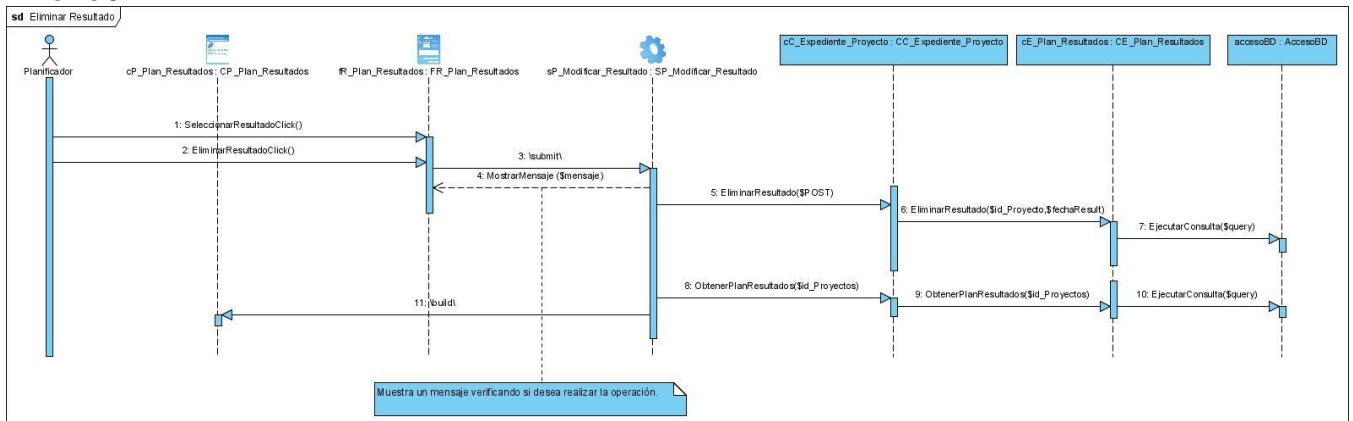 sd Eliminar Resultado
Planificador
cP_Plan_Resultados : CP_Plan_Resultados
fR_Plan_Resultados : FR_Plan_Resultados
sP_Modificar_Resultado : SP_Modificar_Resultado
cC_Expediente_Proyecto : CC_Expediente_Proyecto
cE_Plan_Resultados : CE_Plan_Resultados
accesoBD : AccesoBD
1: SeleccionarResultadoClick()
2: EliminarResultadoClick()
3: \submit\
4: MostrarMensaje ($mensaje)
5: EliminarResultado($POST)
6: EliminarResultado($id_Proyecto,$fechaResult)
7: EjecutarConsulta($query)
8: ObtenerPlanResultados($id_Proyectos)
9: ObtenerPlanResultados($id_Proyectos)
10: EjecutarConsulta($query)
11: \build\
Muestra un mensaje verificando si desea realizar la operación.